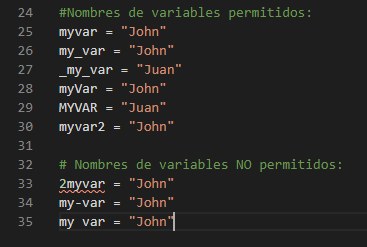 24 #Nombres de variables permitidos:
25 myvar = "John"
26 my_var = "John"
27 _my_var = "Juan"
28 myVar = "John"
29 MYVAR = "Juan"
30 myvar2 = "John"
31
32 # Nombres de variables NO permitidos:
33 2myvar = "John"
34 my-var = "John"
35 my var = "John"